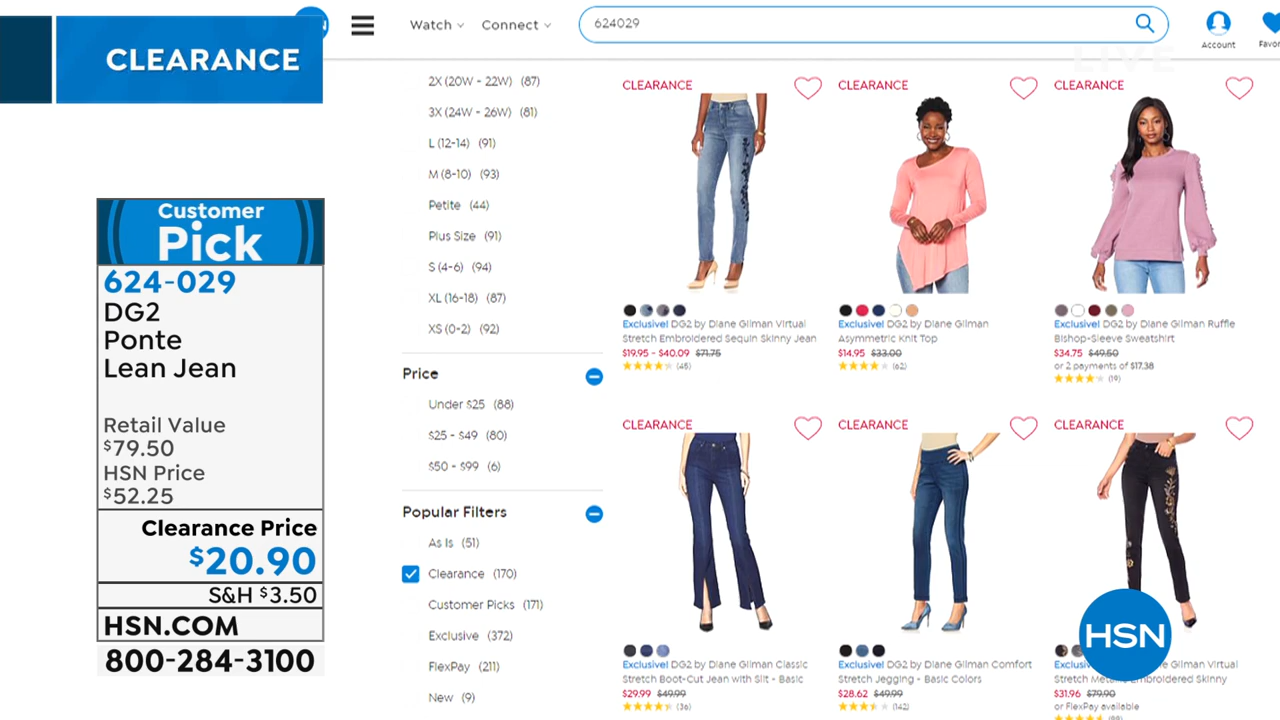 CLEARANCE
Customer
Pick
624-029
DG2
Ponte
Lean Jean
Retail Value
$79.50
HSN Price
$52.25
Clearance Price
$20.90
S&H $3.50
HSN.COM
800-284-3100
Watch
Connect
624029
Account
LIVE
2X (20W - 22W) (87)
3X (24W - 26W) (81)
L (12-14) (91)
M (8-10) (93)
Petite (44)
Plus Size (91)
S (4-6) (94)
XL (16-18) (87)
XS (0-2) (92)
Price
Under $25 (88)
$25 - $49 (80)
$50 - $99 (6)
Popular Filters
As Is (51)
Clearance (170)
Customer Picks (171)
Exclusive (372)
FlexPay (211)
New (9)
CLEARANCE
Exclusive! DG2 by Diane Gilman Virtual
Stretch Embroidered Sequin Skinny Jean
$19.95 - $40.09 $71.75
(45)
CLEARANCE
Exclusive! DG2 by Diane Gilman
Asymmetric Knit Top
$14.95 $33.00
(62)
CLEARANCE
Exclusive! DG2 by Diane Gilman Ruffle
Bishop-Sleeve Sweatshirt
$34.75 $49.50
or 2 payments of $17.38
(19)
CLEARANCE
Exclusive! DG2 by Diane Gilman Classic
Stretch Boot-Cut Jean with Slit - Basic
$29.99 $49.99
(36)
CLEARANCE
Exclusive! DG2 by Diane Gilman Comfort
Stretch Jegging - Basic Colors
$28.62 $49.99
(142)
CLEARANCE
Diane Gilman Virtual
Stretch Embroidered Skinny
$31.96 $79.90
or FlexPay available
HSN